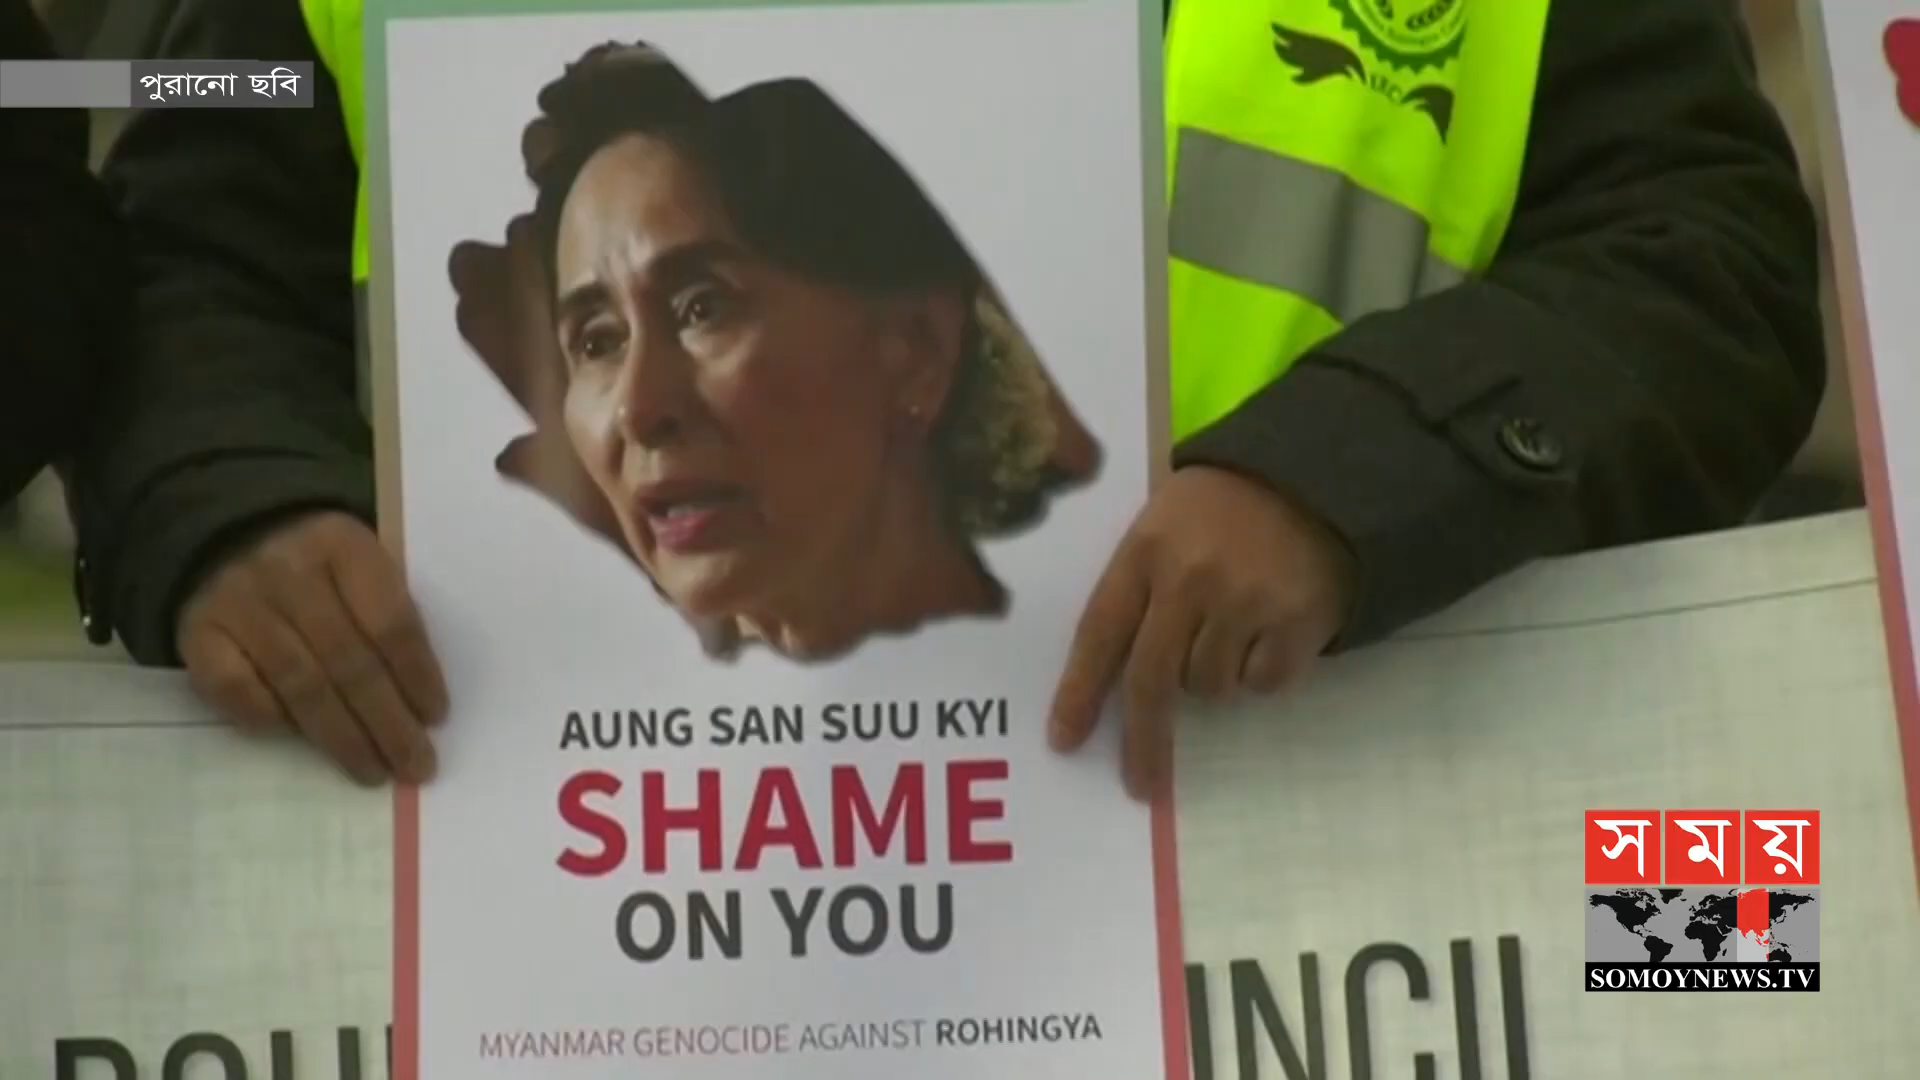 পুরানো ছবি
AUNG SAN SUU KYI
SHAME
ON YOU
MYANMAR GENOCIDE AGAINST ROHINGYA
সময়
SOMOYNEWS.TV